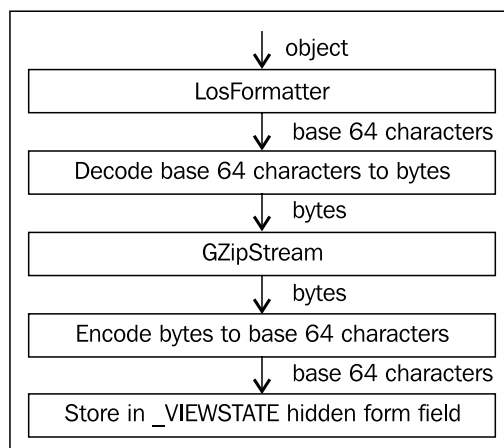 object
LosFormatter
base 64 characters
Decode base 64 characters to bytes
bytes
GZipStream
bytes
Encode bytes to base 64 characters
base 64 characters
Store in _VIEWSTATE hidden form field